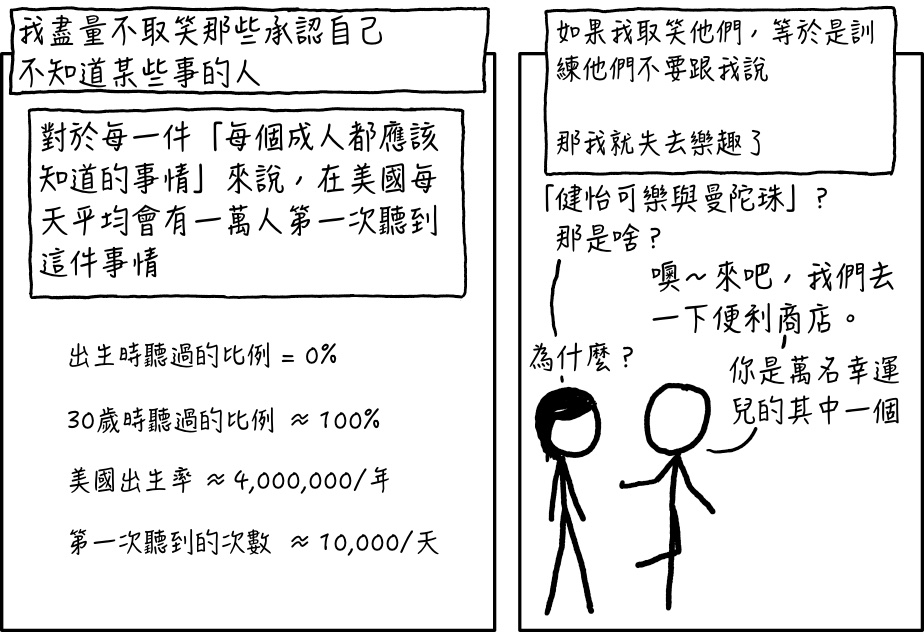 我盡量不取笑那些承認自己
不知道某些事的人
對於每一件「每個成人都應該
知道的事情」來說，在美國每
天平均會有一萬人第一次聽到
這件事情
出生時聽過的比例 = 0%
30歲時聽過的比例 ≈ 100%
美國出生率 ≈ 4,000,000/年
第一次聽到的次數 ≈ 10,000/天
如果我取笑他們，等於是訓
練他們不要跟我說
那我就失去樂趣了
「健怡可樂與曼陀珠」？
那是啥？
噢～來吧，我們去
一下便利商店。
為什麼？
你是萬名幸運
兒的其中一個